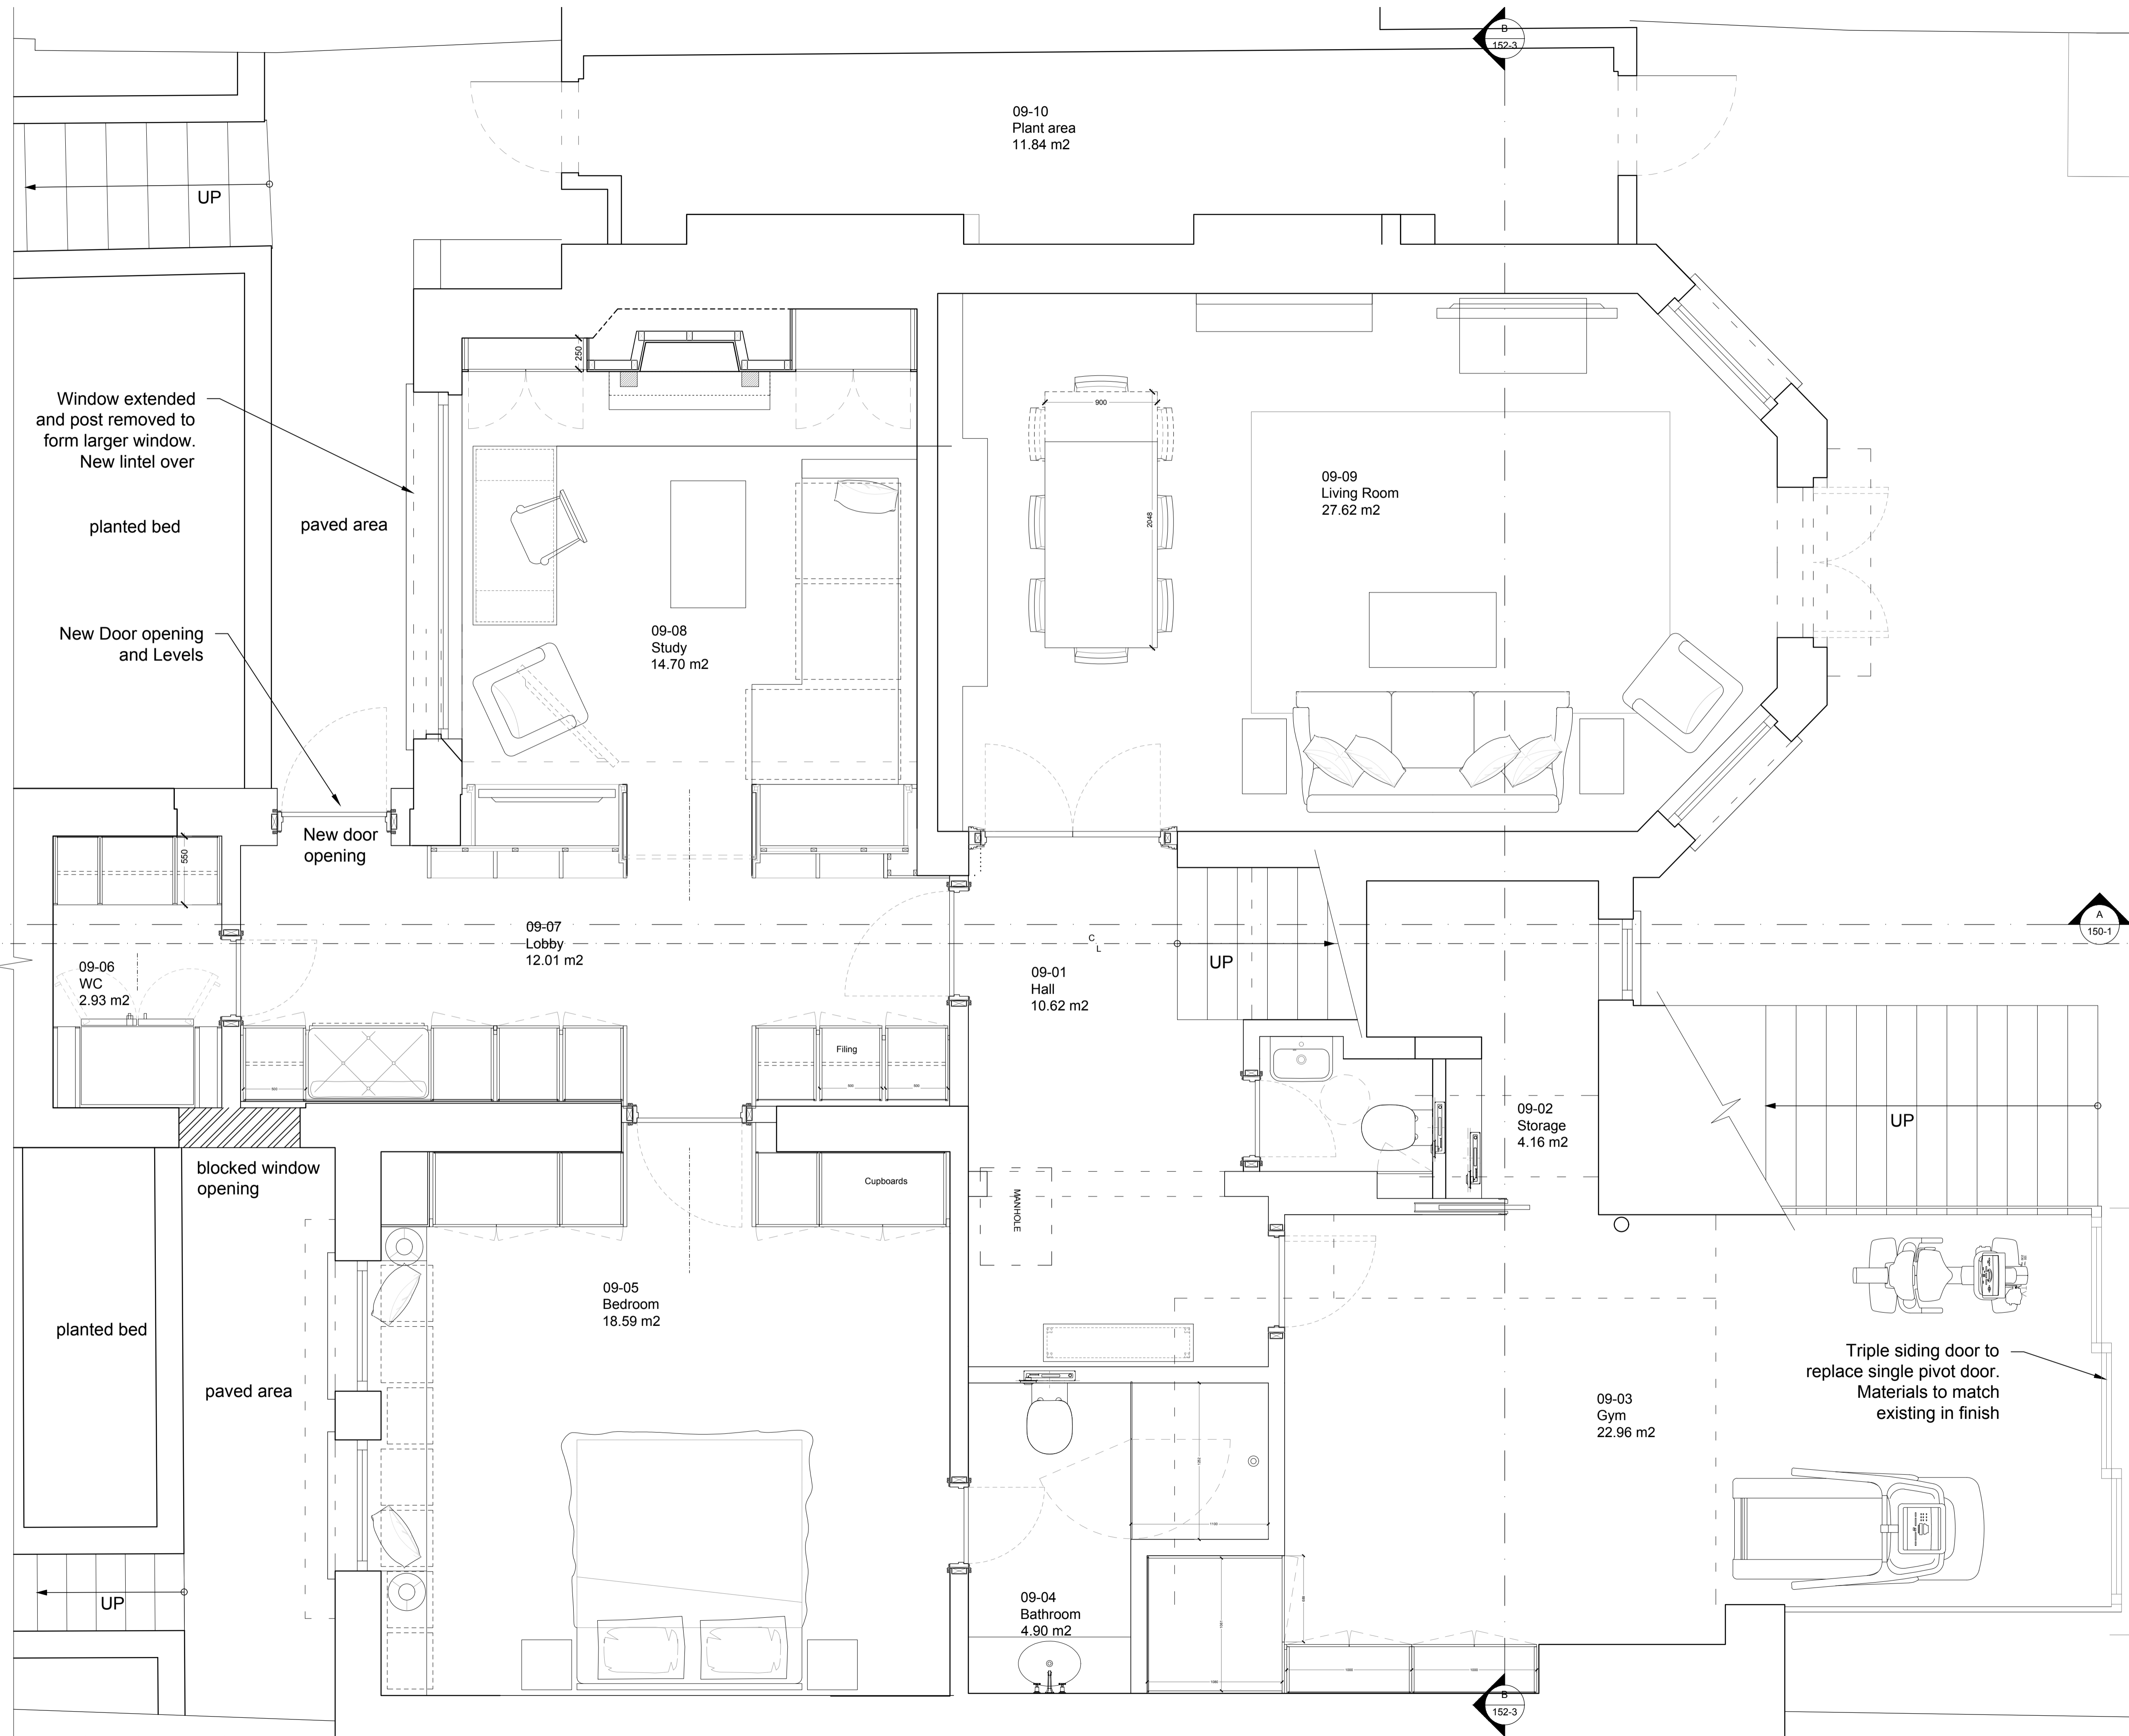 B
152-3
09-10
Plant area
11.84 m2
UP
250
Window extended
and post removed to
form larger window.
New lintel over
900
planted bed
paved area
2048
09-09
Living Room
27.62 m2
New Door opening
and Levels
09-08
Study
14.70 m2
New door
opening
550
09-07
Lobby
12.01 m2
C
L
A
150-1
09-06
WC
2.93 m2
09-01
Hall
10.62 m2
UP
Filing
09-02
Storage
4.16 m2
UP
blocked window
opening
Cupboards
MANHOLE
09-05
Bedroom
18.59 m2
planted bed
paved area
Triple siding door to
replace single pivot door.
Materials to match
existing in finish
09-03
Gym
22.96 m2
UP
09-04
Bathroom
4.90 m2
B
152-3